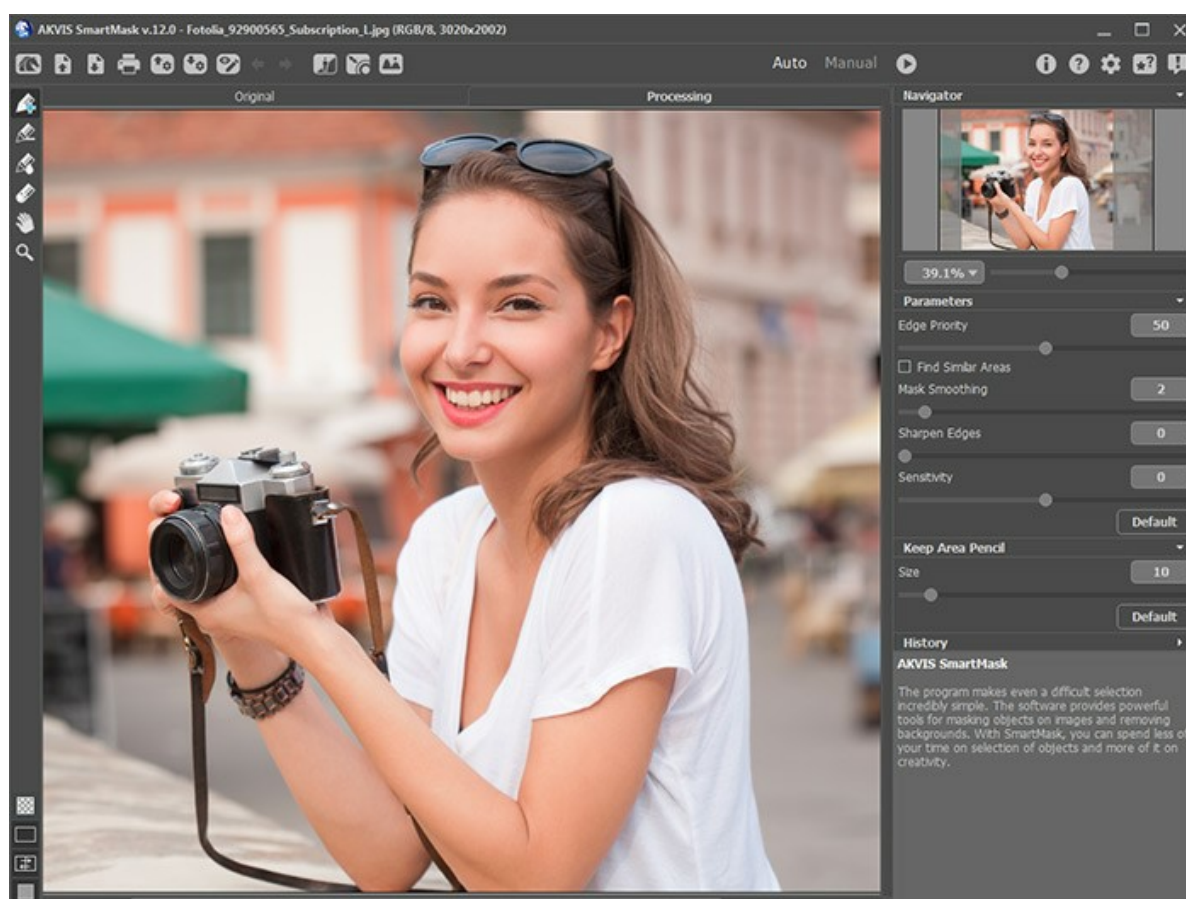 AKVIS SmartMask v.12.0 - Fotolia_92900565_Subscription_L.jpg (RGB/8, 3020x2002)
Auto Manual
Original
Processing
Navigator
39.1%
Parameters
Edge Priority 50
Find Similar Areas
Mask Smoothing 2
Sharpen Edges 0
Sensitivity 0
Default
Keep Area Pencil
Size 10
Default
History
AKVIS SmartMask
The program makes even a difficult selection
incredibly simple. The software provides powerful
tools for masking objects on images and removing
backgrounds. With SmartMask, you can spend less of
your time on selection of objects and more of it on
creativity.